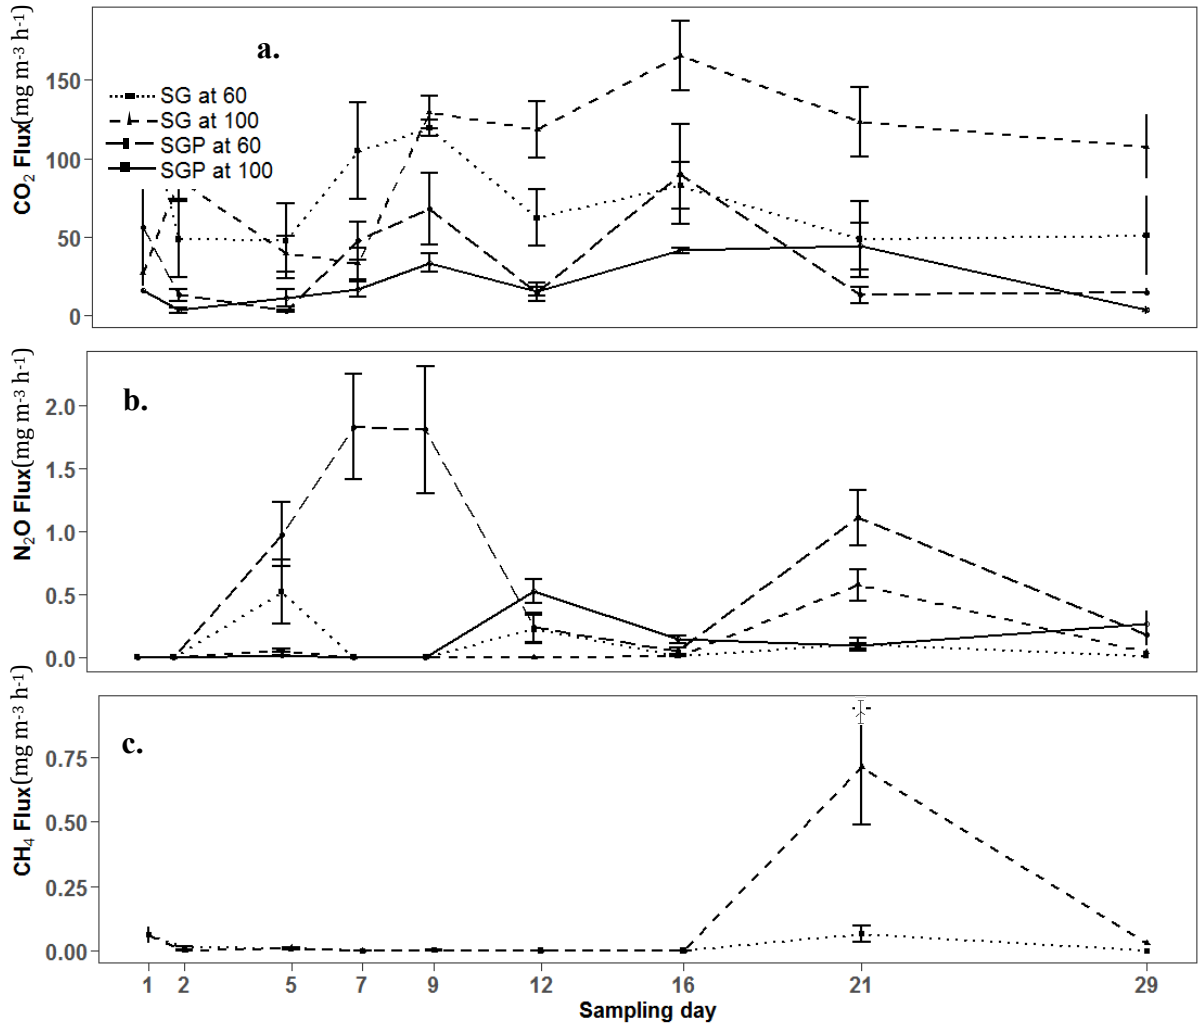 a.
CO₂ Flux(mg m⁻³ h⁻¹)
150
100
50
0
SG at 60
SG at 100
SGP at 60
SGP at 100
b.
N₂O Flux(mg m⁻³ h⁻¹)
2.0
1.5
1.0
0.5
0.0
c.
CH₄ Flux(mg m⁻³ h⁻¹)
0.75
0.50
0.25
0.00
1 2 5 7 9 12 16 21 29
Sampling day